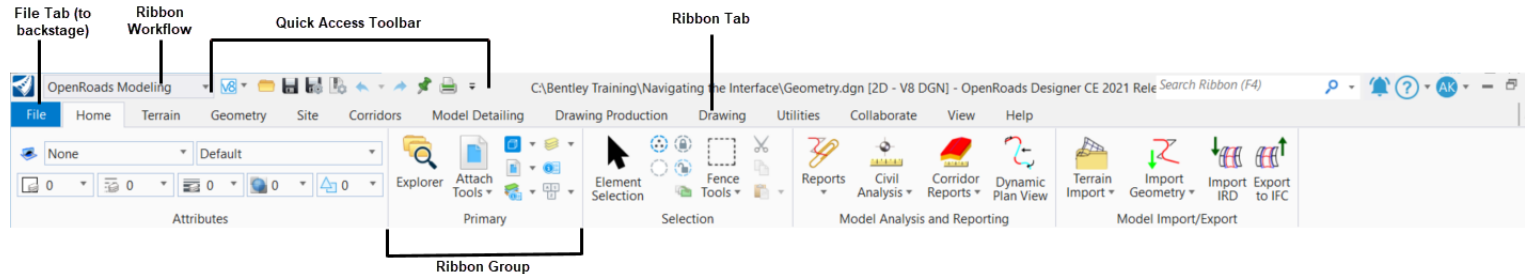 File Tab (to
backstage)
Ribbon
Workflow
Quick Access Toolbar
Ribbon Tab
OpenRoads Modeling
V8
C:\Bentley Training\Navigating the Interface\Geometry.dgn [2D - V8 DGN] - OpenRoads Designer CE 2021 Rele
Search Ribbon (F4)
?
AK
File Home Terrain Geometry Site Corridors Model Detailing Drawing Production Drawing Utilities Collaborate View Help
None
Default
0 0 0 0 0
Attributes
Explorer
Attach
Tools
Primary
Element
Selection
Fence
Tools
Selection
Reports
Civil
Analysis
Corridor
Reports
Dynamic
Plan View
Model Analysis and Reporting
Terrain
Import
Import
Geometry
Import
IRD
Export
to IFC
Model Import/Export
Ribbon Group